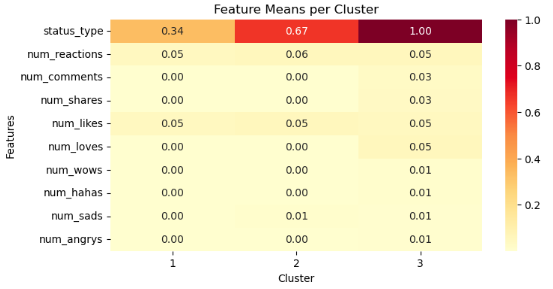 Feature Means per Cluster
status_type 0.34 0.67 1.00
num_reactions 0.05 0.06 0.05
num_comments 0.00 0.00 0.03
num_shares 0.00 0.00 0.03
num_likes 0.05 0.05 0.05
num_loves 0.00 0.00 0.05
num_wows 0.00 0.00 0.01
num_hahas 0.00 0.00 0.01
num_sads 0.00 0.01 0.01
num_angrys 0.00 0.00 0.01
1 2 3
Cluster
Features
1.0
0.8
0.6
0.4
0.2